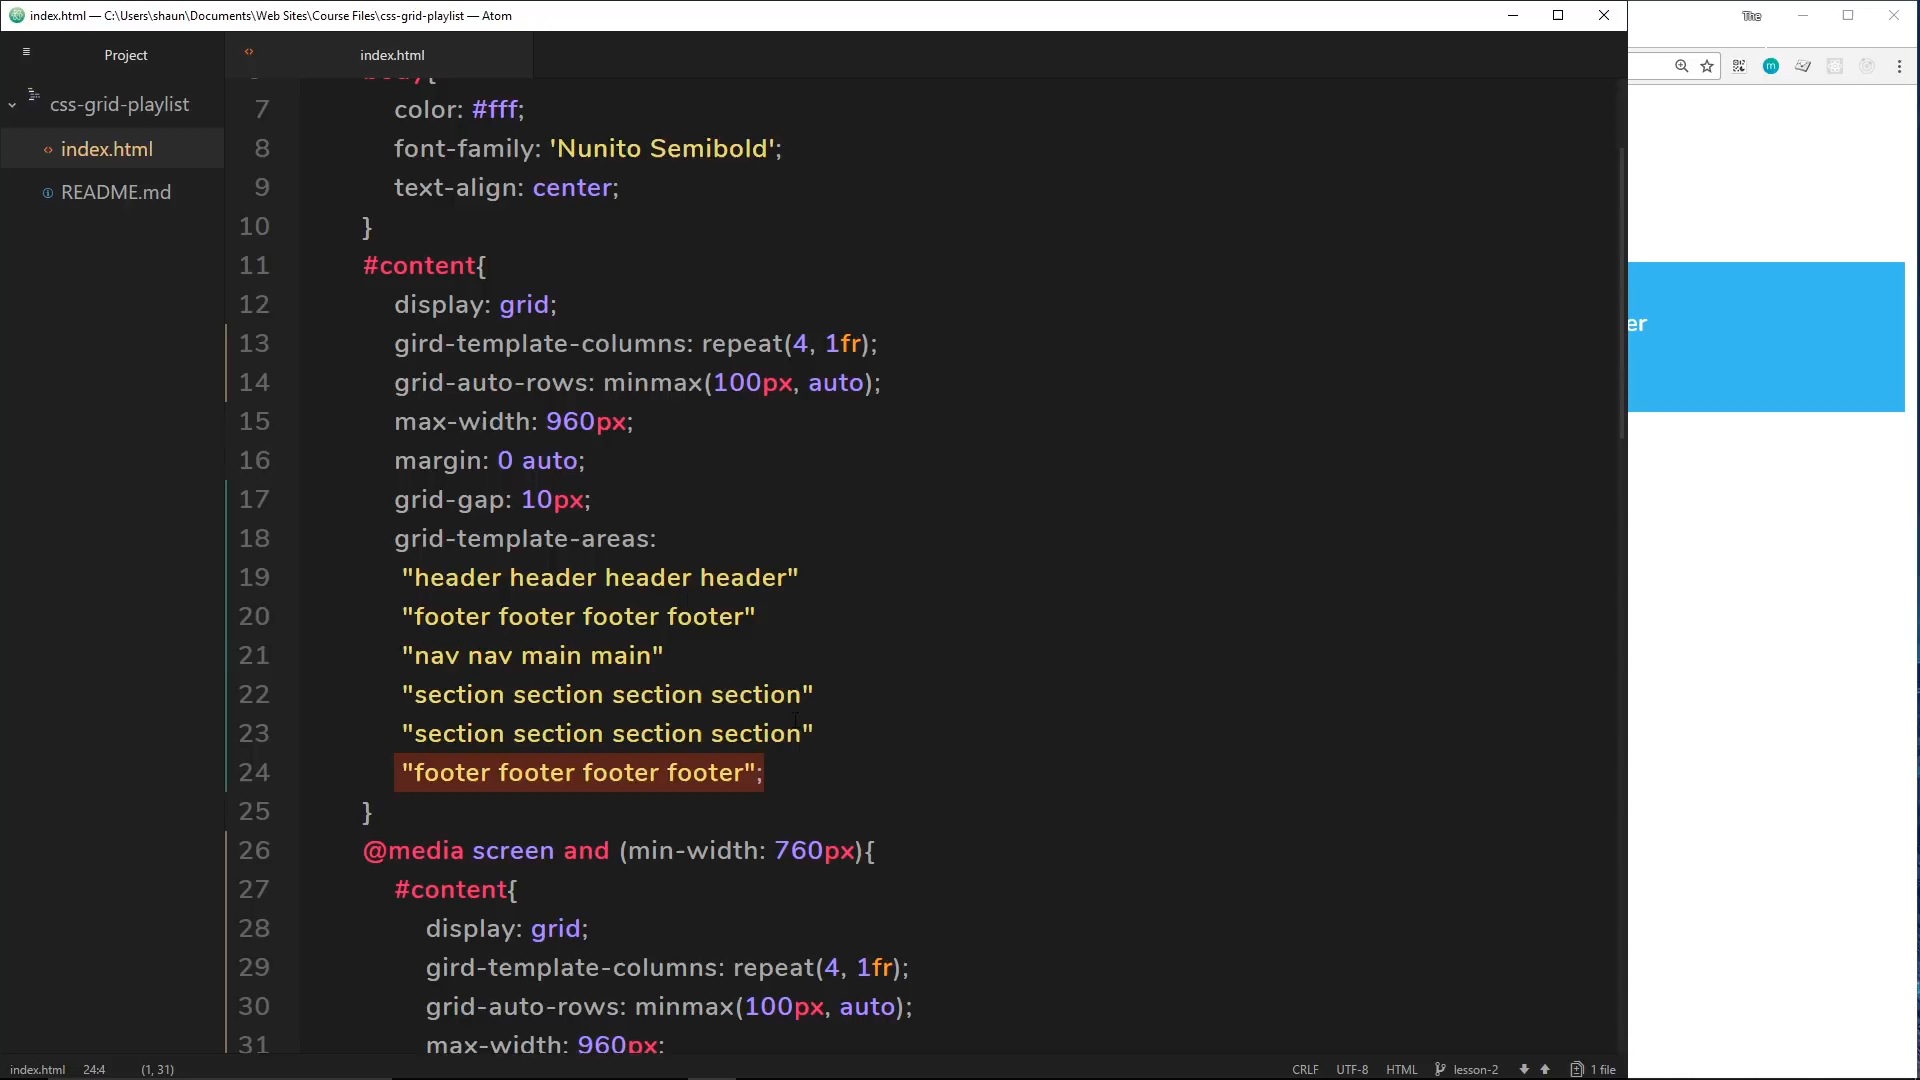 index.html — C:\Users\shaun\Documents\Web Sites\Course Files\css-grid-playlist — Atom
The
Project
index.html
css-grid-playlist
index.html
README.md
7 color: #fff;
8 font-family: 'Nunito Semibold';
9 text-align: center;
10 }
11 #content{
12 display: grid;
13 gird-template-columns: repeat(4, 1fr);
14 grid-auto-rows: minmax(100px, auto);
15 max-width: 960px;
16 margin: 0 auto;
17 grid-gap: 10px;
18 grid-template-areas:
19 "header header header header"
20 "footer footer footer footer"
21 "nav nav main main"
22 "section section section section"
23 "section section section section"
24 "footer footer footer footer";
25 }
26 @media screen and (min-width: 760px){
27 #content{
28 display: grid;
29 gird-template-columns: repeat(4, 1fr);
30 grid-auto-rows: minmax(100px, auto);
31 max-width: 960px;
er
index.html 24:4 (1, 31) CRLF UTF-8 HTML lesson-2 1 file